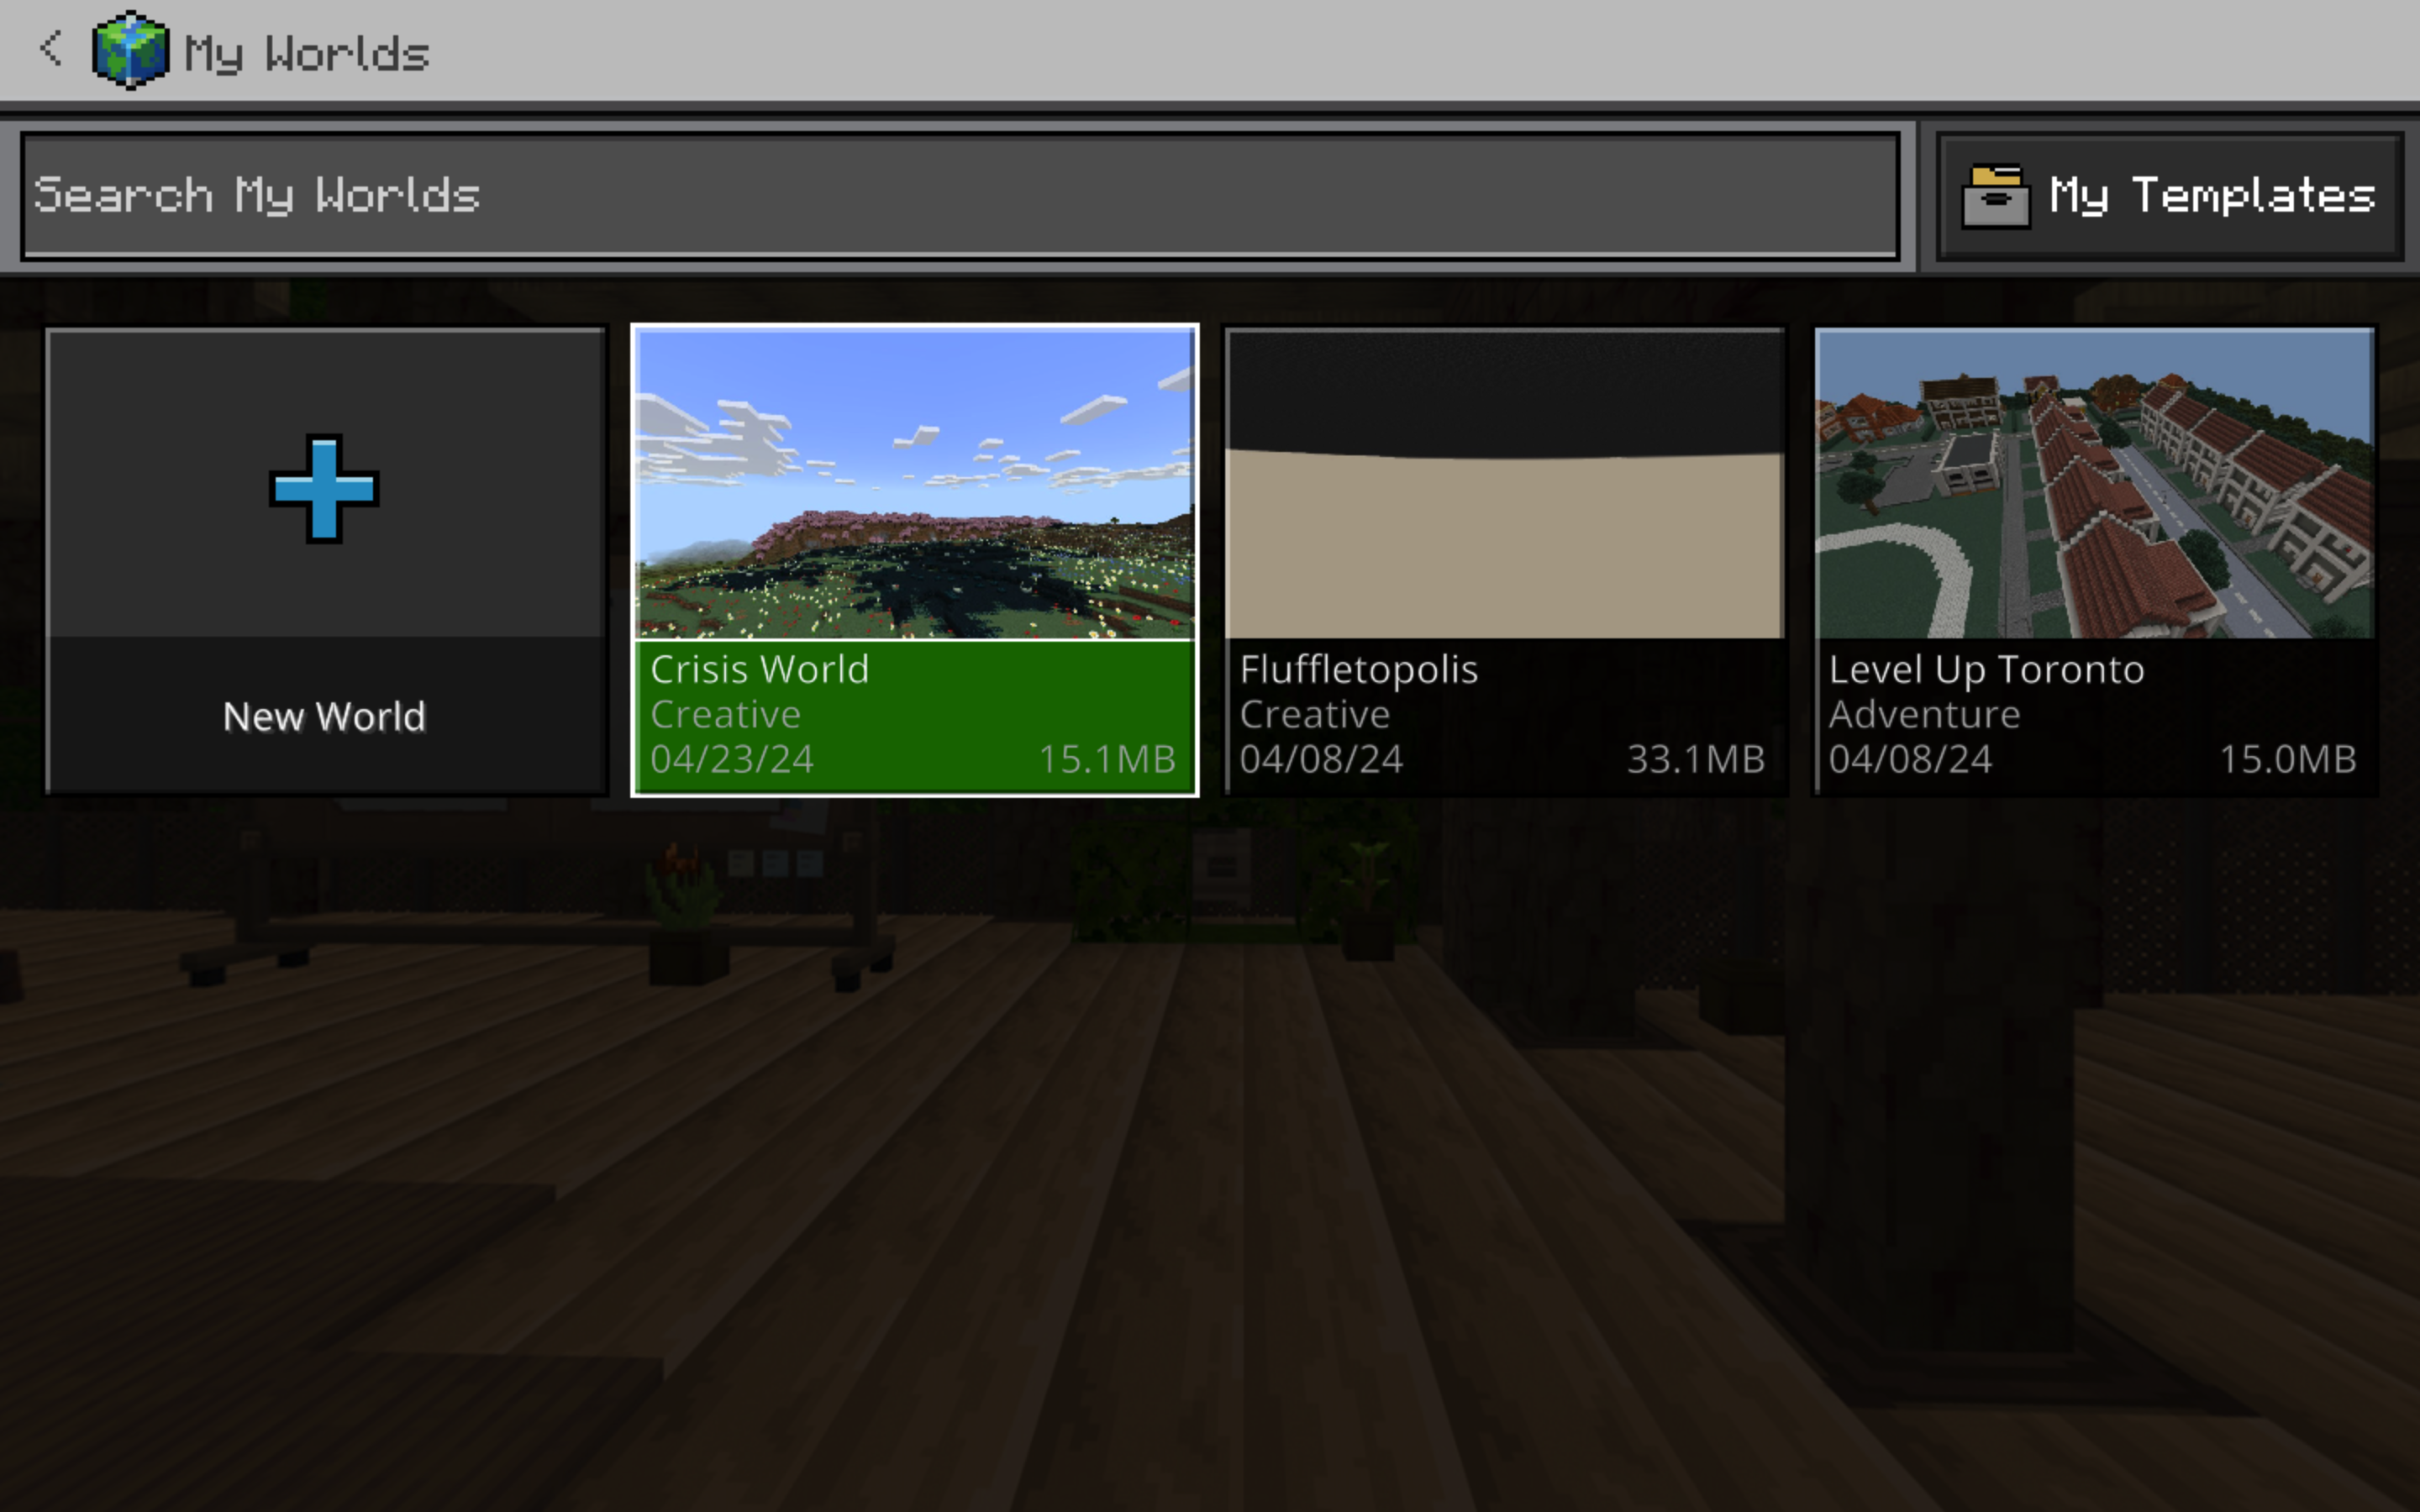 My Worlds
Search My Worlds
My Templates
New World
Crisis World
Creative
04/23/24 15.1MB
Fluffletopolis
Creative
04/08/24 33.1MB
Level Up Toronto
Adventure
04/08/24 15.0MB